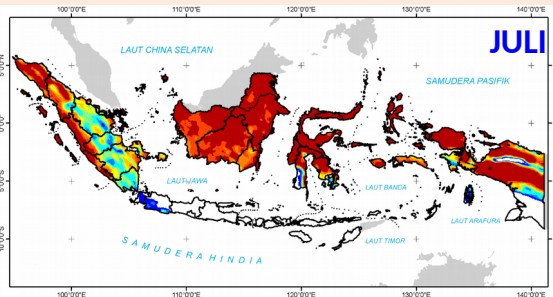 100°0'0"E 110°0'0"E 120°0'0"E 130°0'0"E 140°0'0"E
JULI
LAUT CHINA SELATAN
SAMUDERA PASIFIK
5°0'0"N
0°0'0"
LAUT JAWA
5°0'0"S
LAUT BANDA
LAUT ARAFURA
10°0'0"S
SAMUDERA HINDIA
LAUT TIMOR
100°0'0"E 110°0'0"E 120°0'0"E 130°0'0"E 140°0'0"E